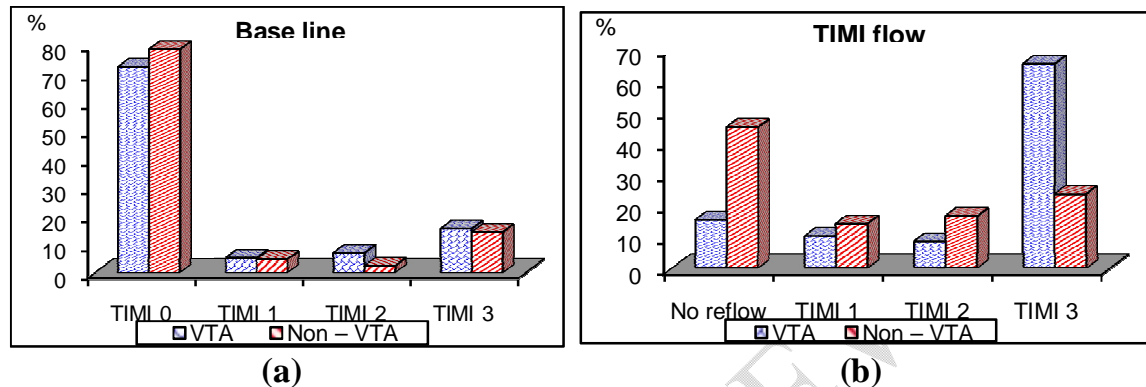 %
Base line
80
70
60
50
40
30
20
10
0
TIMI 0 TIMI 1 TIMI 2 TIMI 3
VTA Non – VTA
(a)
%
TIMI flow
70
60
50
40
30
20
10
0
No reflow TIMI 1 TIMI 2 TIMI 3
VTA Non – VTA
(b)